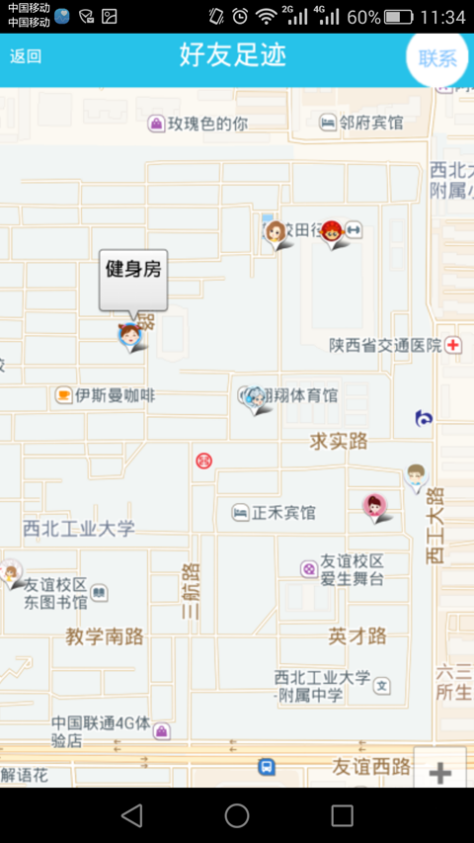 中国移动
中国移动
2G
4G
60%
11:34
返回
好友足迹
联系
玫瑰色的你
邻府宾馆
西北大
附属小
校田径
健身房
路
陕西省交通医院
校
伊斯曼咖啡
翱翔体育馆
求实路
正禾宾馆
西工大路
西北工业大学
友谊校区
东图书馆
三航路
友谊校区
爱生舞台
教学南路
英才路
西北工业大学
-附属中学
文
六三
所生
中国联通4G体
验店
友谊西路
解语花